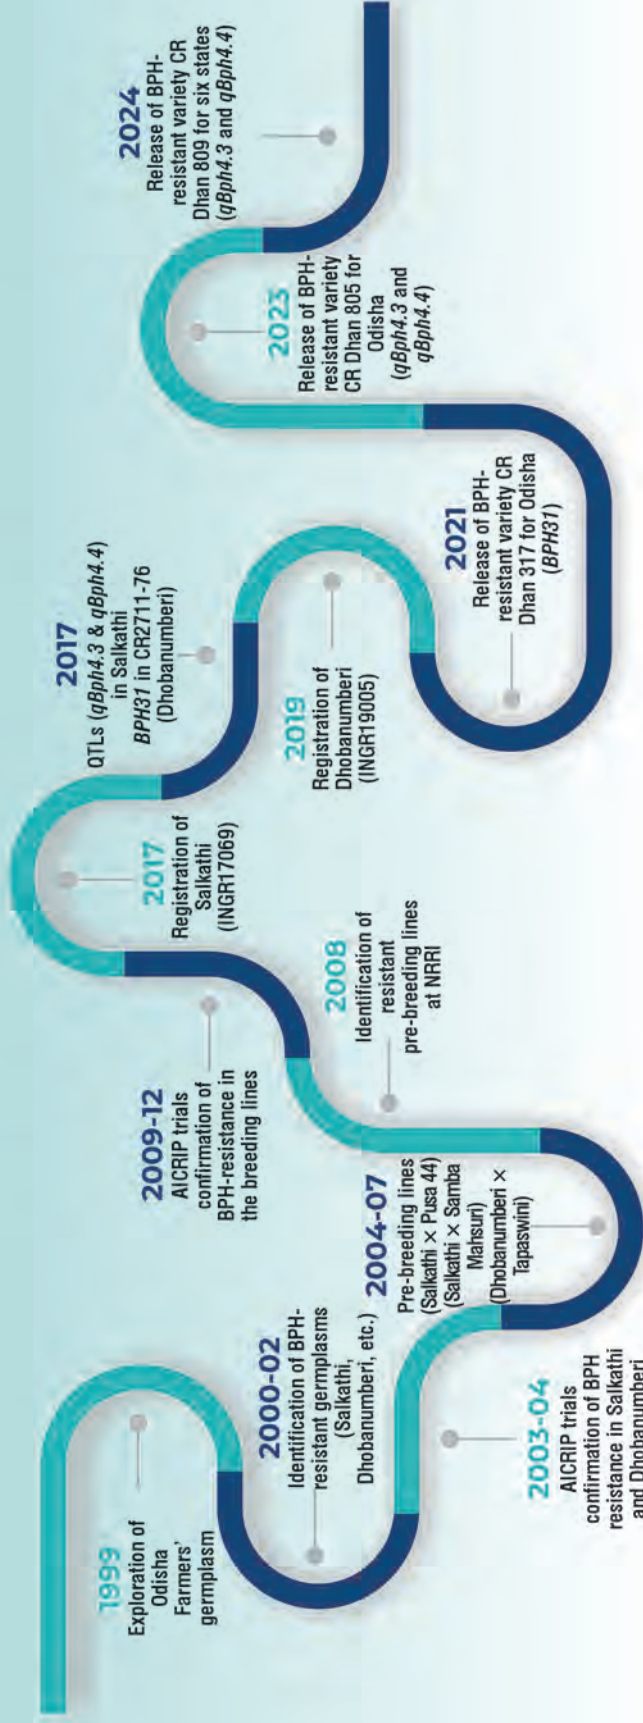 1999
Exploration of
Odisha
Farmers'
germplasm
2000-02
Identification of BPH-
resistant germplasms
(Salkathi,
Dhobanumberi, etc.)
2003-04
AICRIP trials
confirmation of BPH
resistance in Salkathi
and Dhobanumberi
2004-07
Pre-breeding lines
(Salkathi × Pusa 44)
(Salkathi × Samba
Mahsuri)
(Dhobanumberi ×
Tapaswini)
2008
Identification of
resistant
pre-breeding lines
at NRRI
2009-12
AICRIP trials
confirmation of
BPH-resistance in
the breeding lines
2017
Registration of
Salkathi
(INGR17069)
2017
QTLs (qBph4.3 & qBph4.4)
in Salkathi
BPH31 in CR2711-76
(Dhobanumberi)
2019
Registration of
Dhobanumberi
(INGR19005)
2021
Release of BPH-
resistant variety CR
Dhan 317 for Odisha
(BPH31)
2023
Release of BPH-
resistant variety
CR Dhan 805 for
Odisha
(qBph4.3 and
qBph4.4)
2024
Release of BPH-
resistant variety CR
Dhan 809 for six states
(qBph4.3 and qBph4.4)